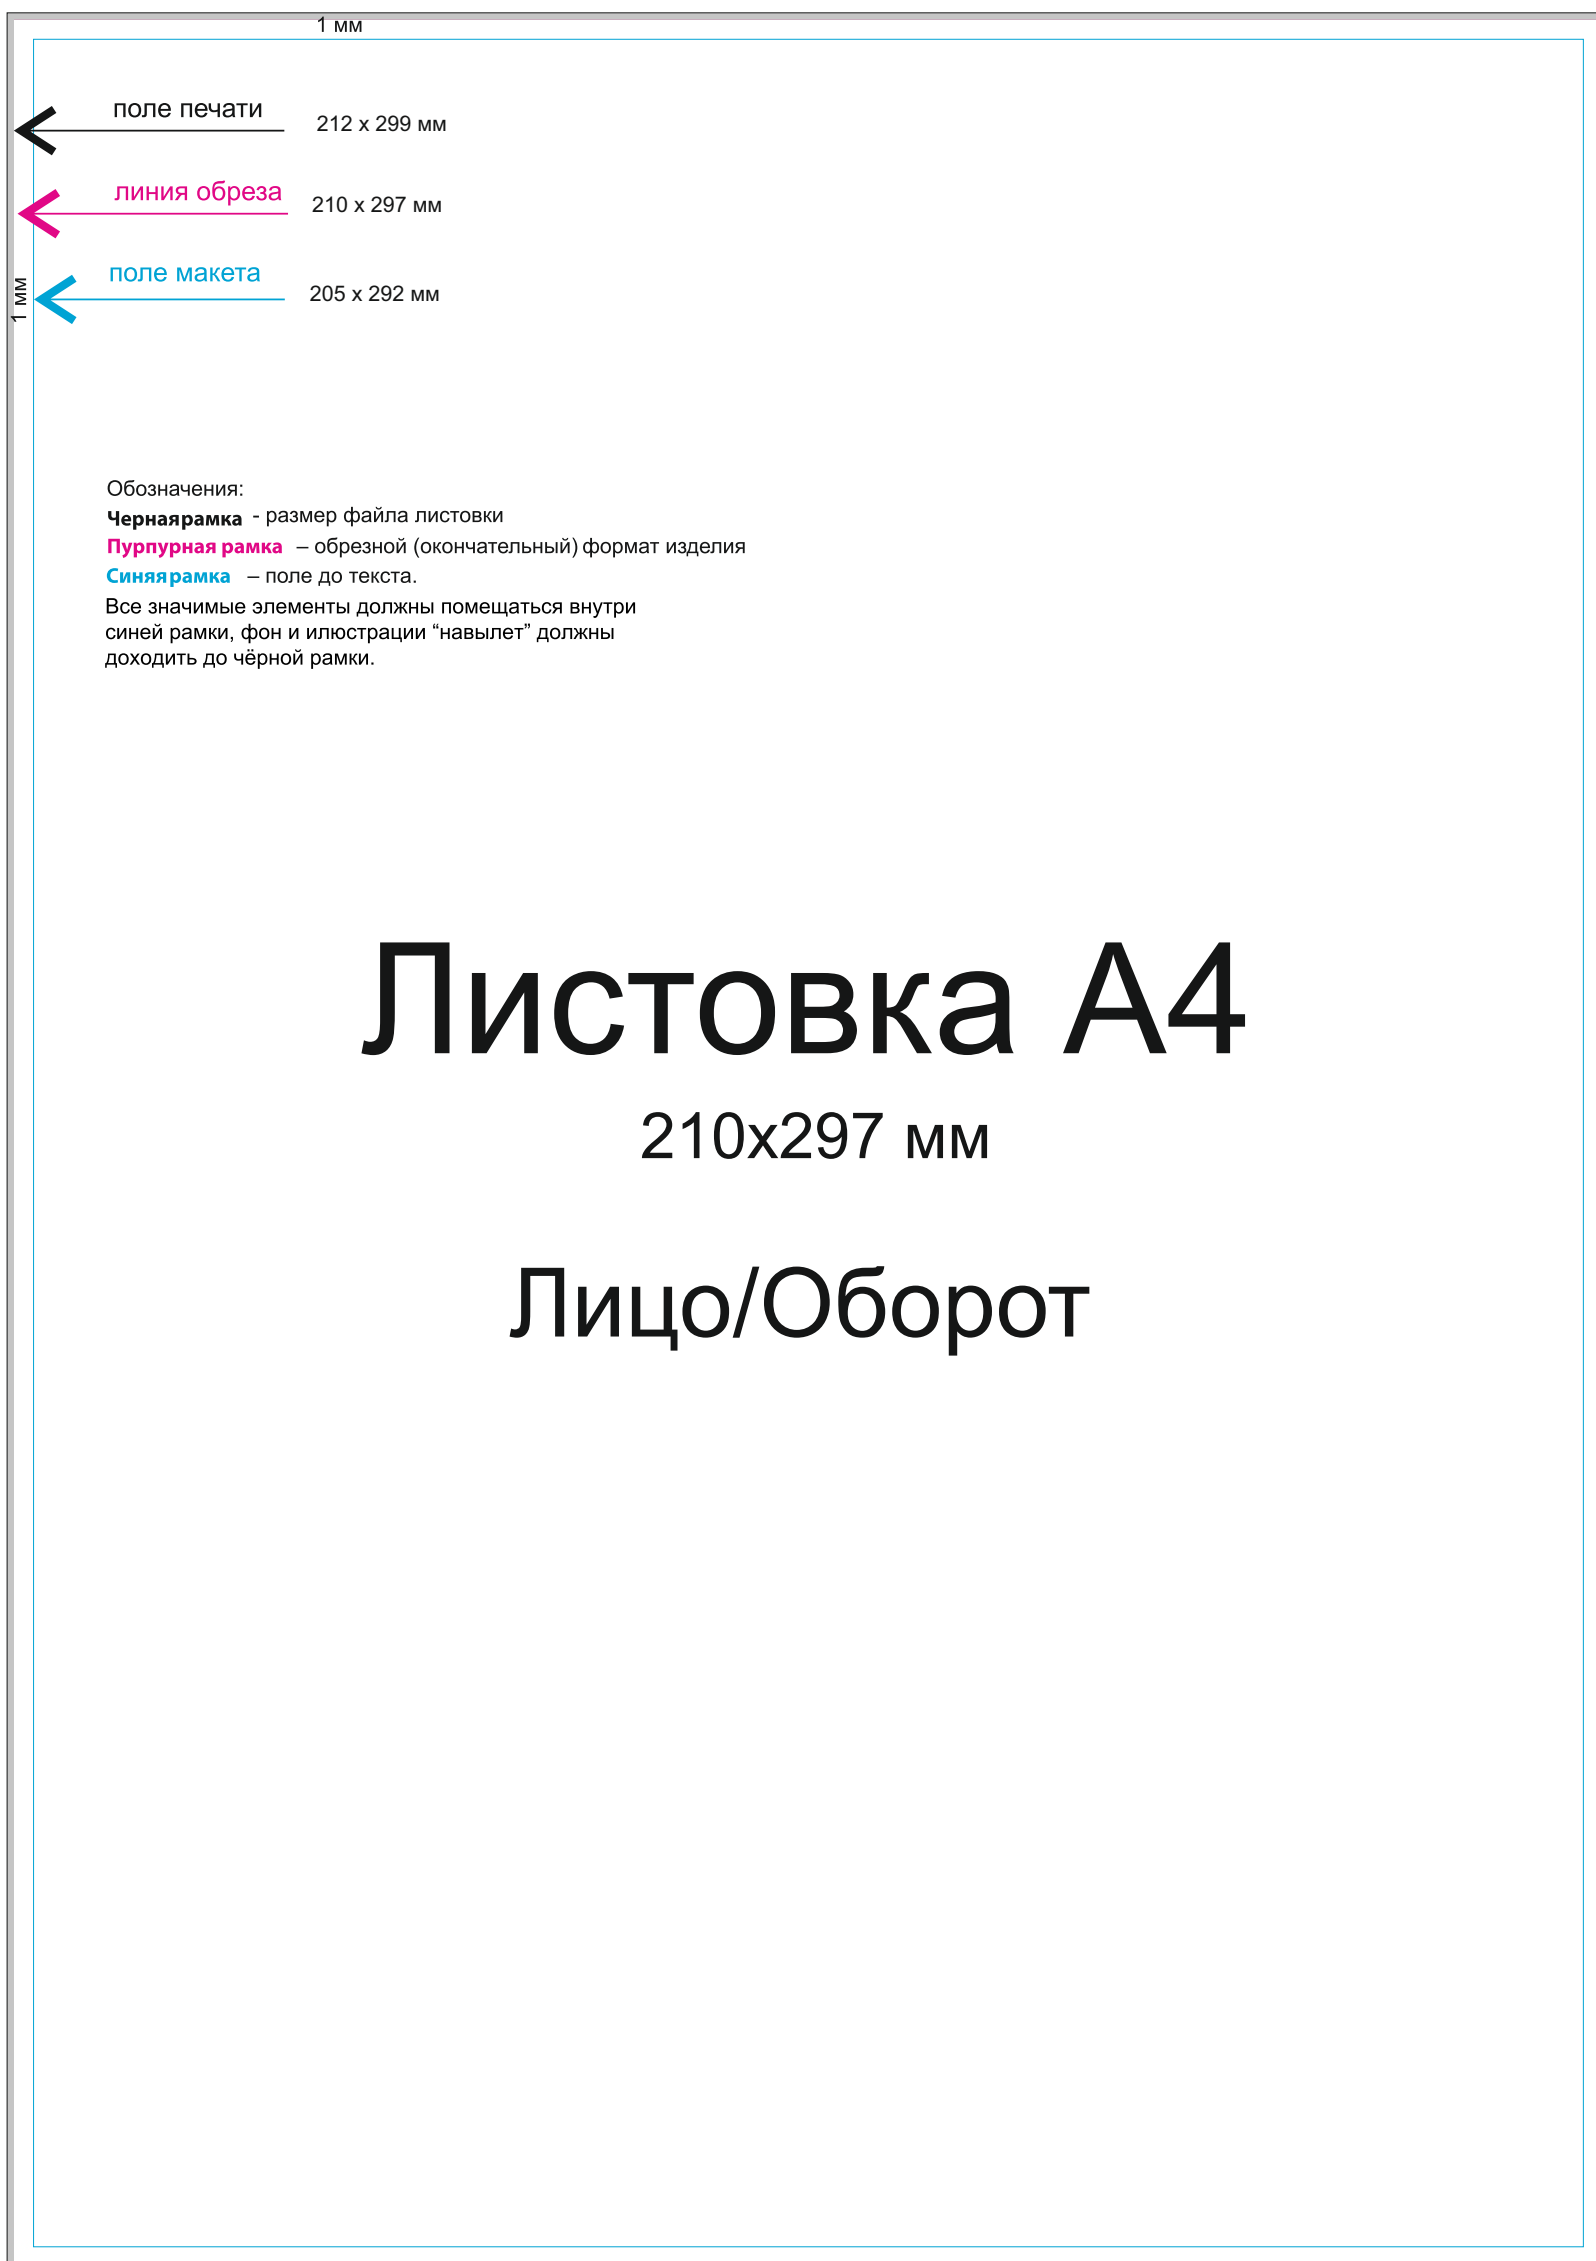 1 мм
поле печати 212 х 299 мм
линия обреза 210 х 297 мм
поле макета 205 х 292 мм
1 мм
Обозначения:
Чернаярамка - размер файла листовки
Пурпурная рамка – обрезной (окончательный) формат изделия
Синяярамка – поле до текста.
Все значимые элементы должны помещаться внутри
синей рамки, фон и илюстрации “навылет” должны
доходить до чёрной рамки.
Листовка А4
210х297 мм
Лицо/Оборот